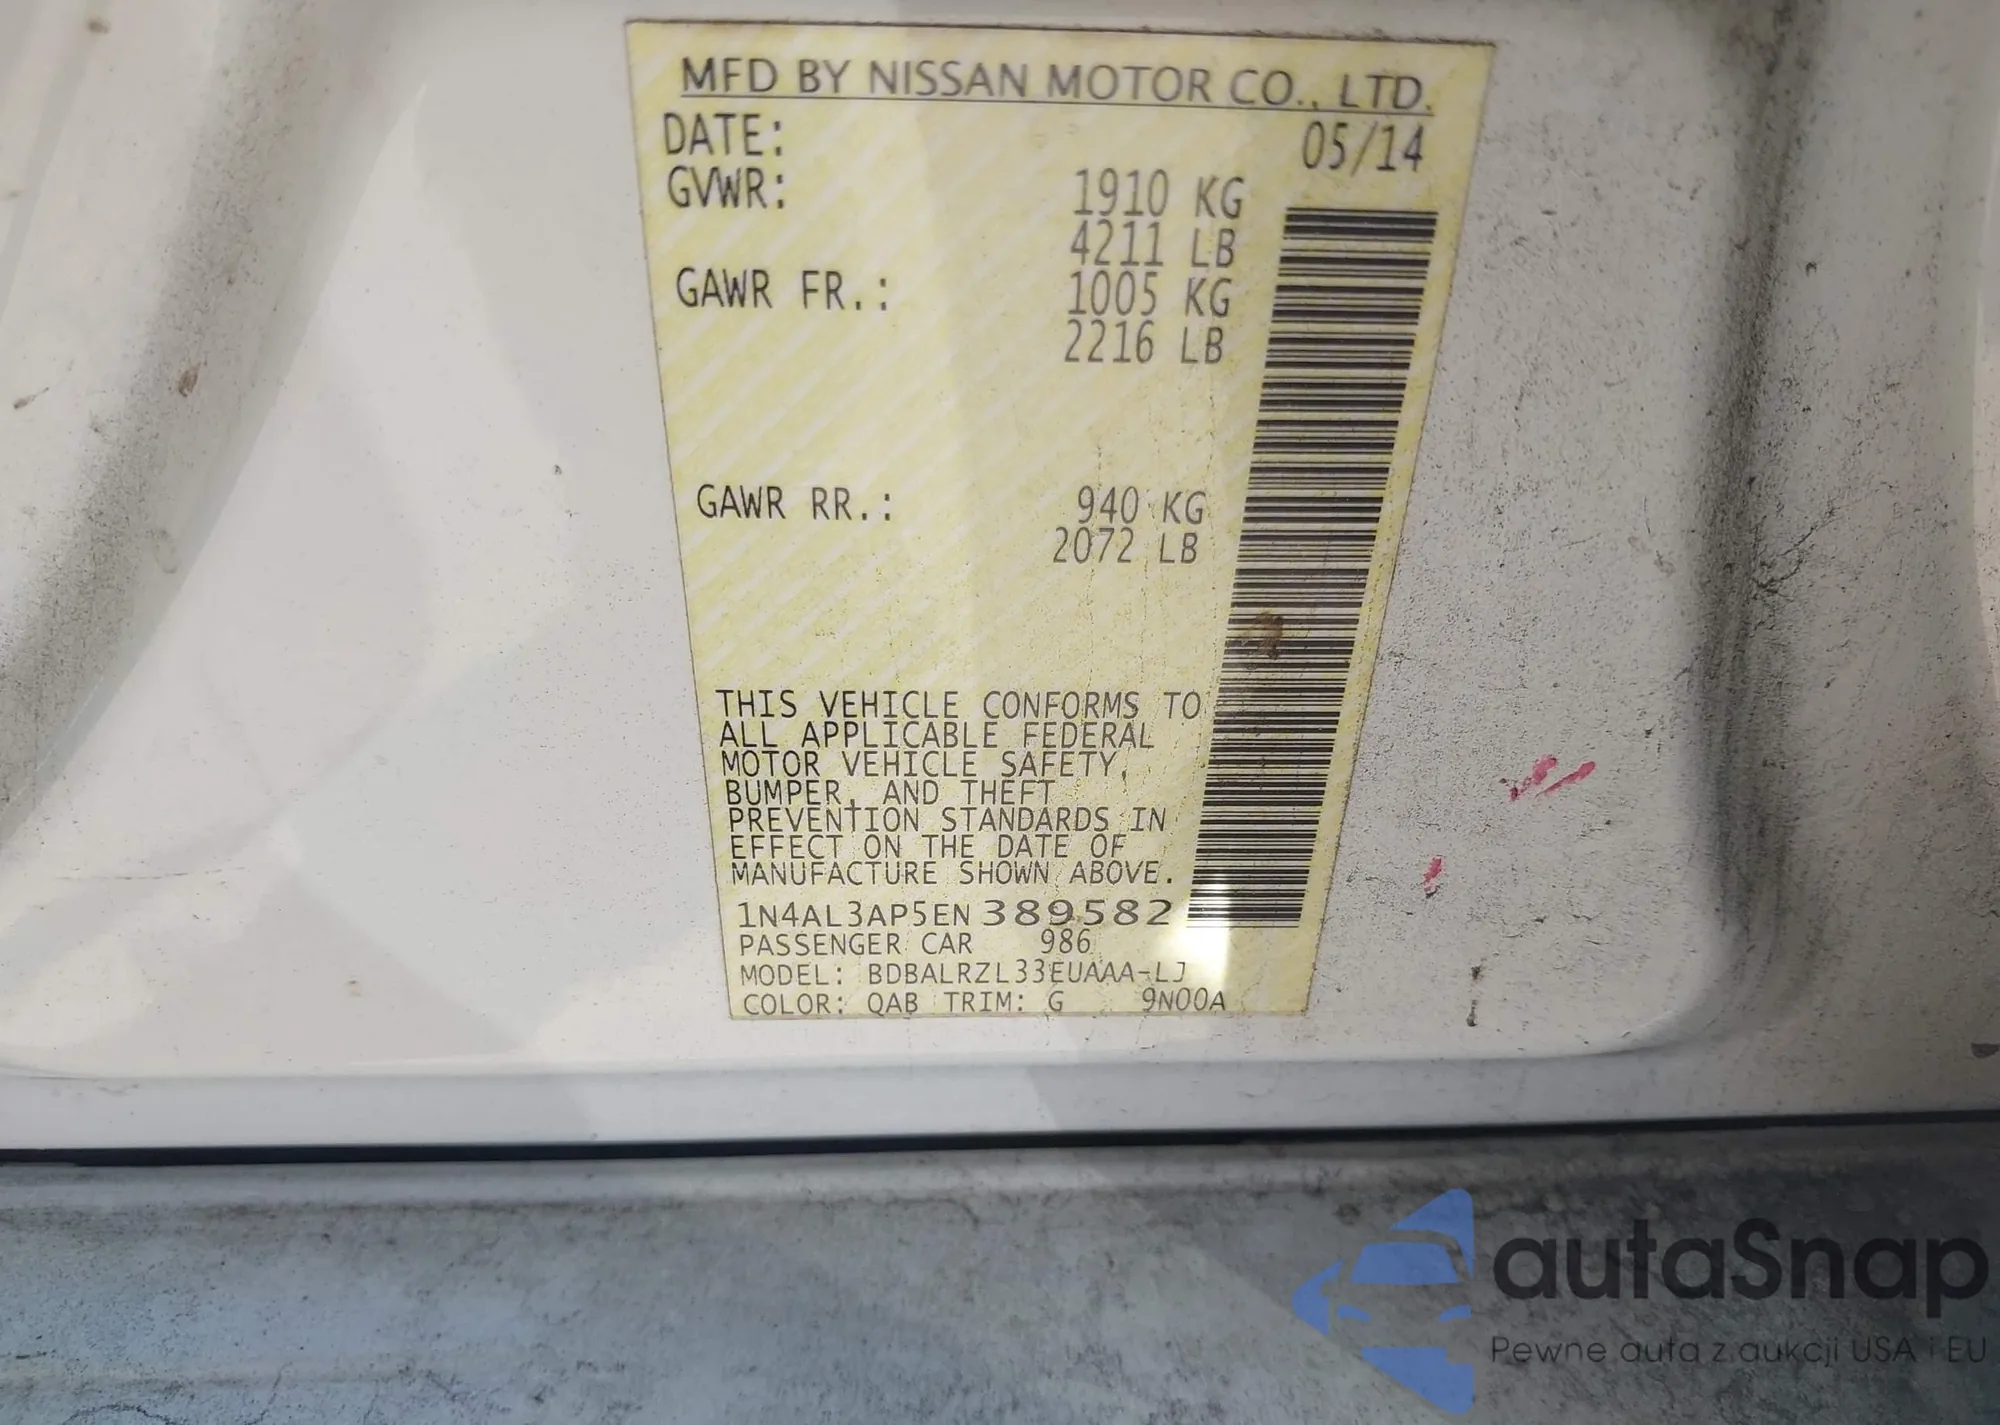 MFD BY NISSAN MOTOR CO., LTD.
DATE: 05/14
GVWR: 1910 KG
4211 LB
GAWR FR.: 1005 KG
2216 LB
GAWR RR.: 940 KG
2072 LB
THIS VEHICLE CONFORMS TO
ALL APPLICABLE FEDERAL
MOTOR VEHICLE SAFETY,
BUMPER, AND THEFT
PREVENTION STANDARDS IN
EFFECT ON THE DATE OF
MANUFACTURE SHOWN ABOVE.
1N4AL3AP5EN389582
PASSENGER CAR 986
MODEL: BDBALRZL33EUAAA-LJ
COLOR: QAB TRIM: G 9N00A
autaSnap
Pewne auta z aukcji USA i EU